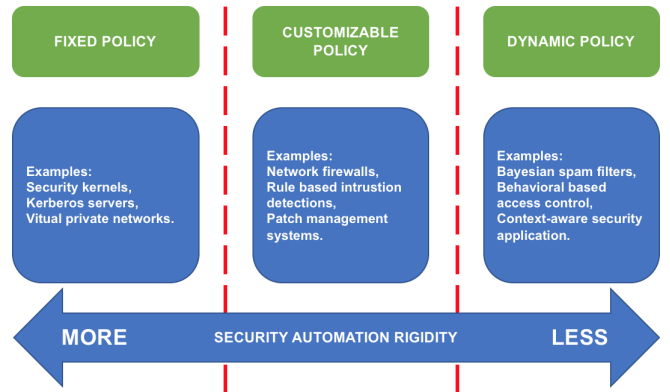 FIXED POLICY
CUSTOMIZABLE
POLICY
DYNAMIC POLICY
Examples:
Security kernels,
Kerberos servers,
Vitual private networks.
Examples:
Network firewalls,
Rule based intrustion
detections,
Patch management
systems.
Examples:
Bayesian spam filters,
Behavioral based
access control,
Context-aware security
application.
MORE
SECURITY AUTOMATION RIGIDITY
LESS